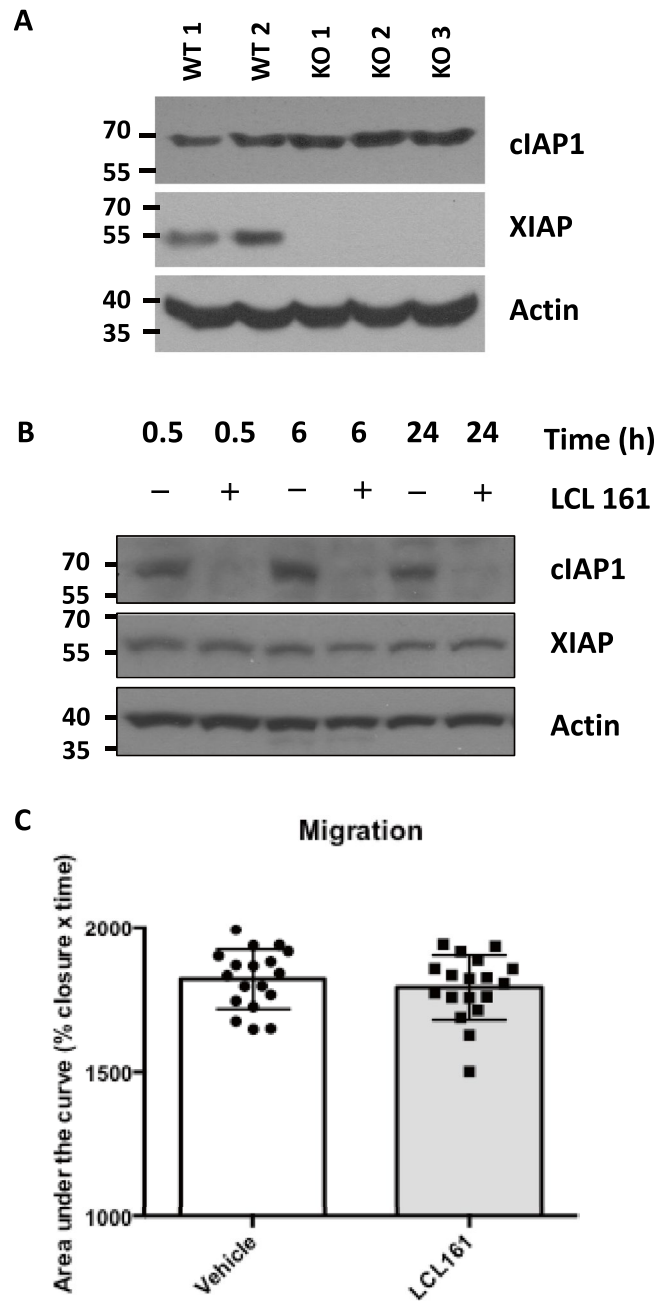 A
WT 1 WT 2 KO 1 KO 2 KO 3
70
55
cIAP1
70
55
XIAP
40
35
Actin
B
0.5 0.5 6 6 24 24 Time (h)
− + − + − + LCL 161
70
55
cIAP1
70
55
XIAP
40
35
Actin
C
Migration
Area under the curve (% closure x time)
2000
1500
1000
Vehicle LCL161